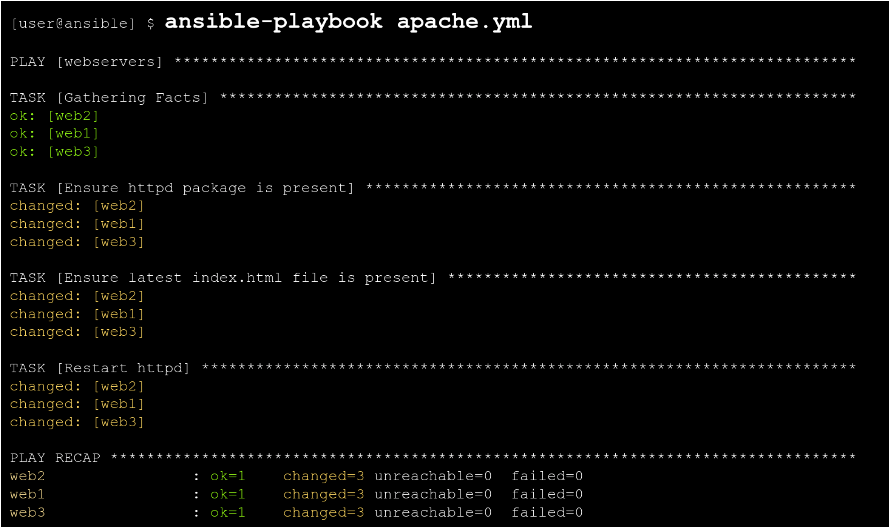 [user@ansible] $ ansible-playbook apache.yml
PLAY [webservers] ***************************************************************************
TASK [Gathering Facts] **********************************************************************
ok: [web2]
ok: [web1]
ok: [web3]
TASK [Ensure httpd package is present] ******************************************************
changed: [web2]
changed: [web1]
changed: [web3]
TASK [Ensure latest index.html file is present] *********************************************
changed: [web2]
changed: [web1]
changed: [web3]
TASK [Restart httpd] ************************************************************************
changed: [web2]
changed: [web1]
changed: [web3]
PLAY RECAP **********************************************************************************
web2                : ok=1    changed=3 unreachable=0  failed=0
web1                : ok=1    changed=3 unreachable=0  failed=0
web3                : ok=1    changed=3 unreachable=0  failed=0